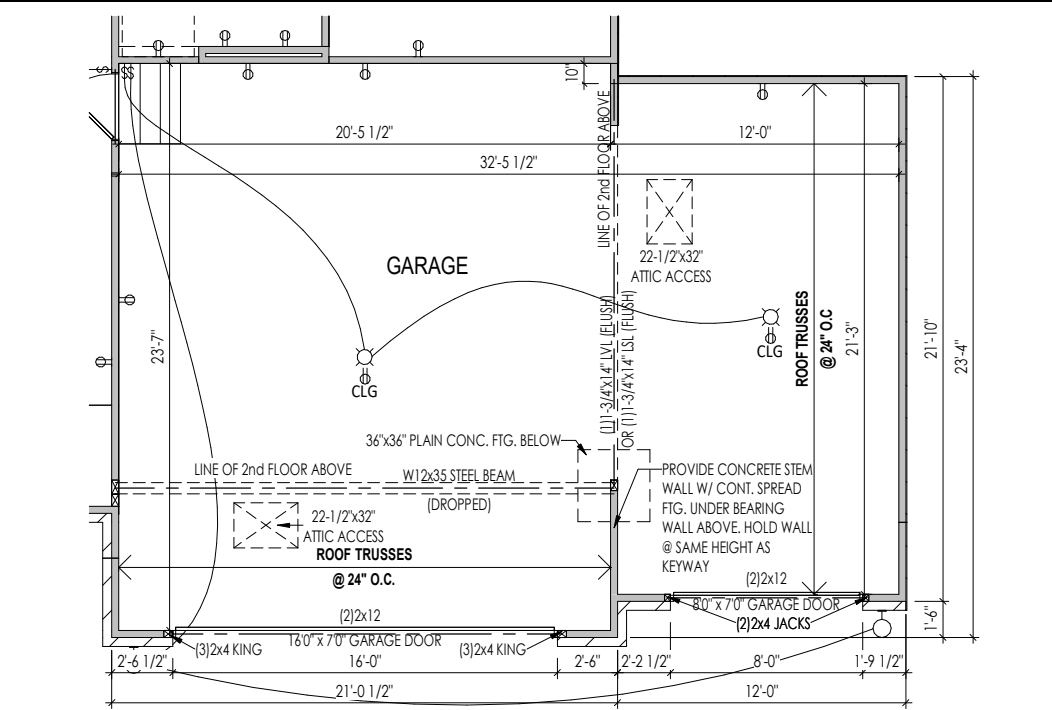 $
$$
10"
20'-5 1/2"
12'-0"
32'-5 1/2"
LINE OF 2nd FLOOR ABOVE
22-1/2"x32"
ATTIC ACCESS
GARAGE
23'-7"
CLG
CLG
ROOF TRUSSES
@ 24" O.C
21'-3"
21'-10"
23'-4"
(1)1-3/4"x14" LVL (FLUSH)
OR (1)1-3/4"x14" LSL (FLUSH)
36"x36" PLAIN CONC. FTG. BELOW
LINE OF 2nd FLOOR ABOVE
W12x35 STEEL BEAM
(DROPPED)
PROVIDE CONCRETE STEM
WALL W/ CONT. SPREAD
FTG. UNDER BEARING
WALL ABOVE. HOLD WALL
@ SAME HEIGHT AS
KEYWAY
22-1/2"x32"
ATTIC ACCESS
ROOF TRUSSES
@ 24" O.C.
(2)2x12
(2)2x12
8'0" x 7'0" GARAGE DOOR
(2)2x4 JACKS
1'-6"
16'0" x 7'0" GARAGE DOOR
(3)2x4 KING
(3)2x4 KING
2'-6 1/2"
16'-0"
2'-6"
2'-2 1/2"
8'-0"
1'-9 1/2"
21'-0 1/2"
12'-0"